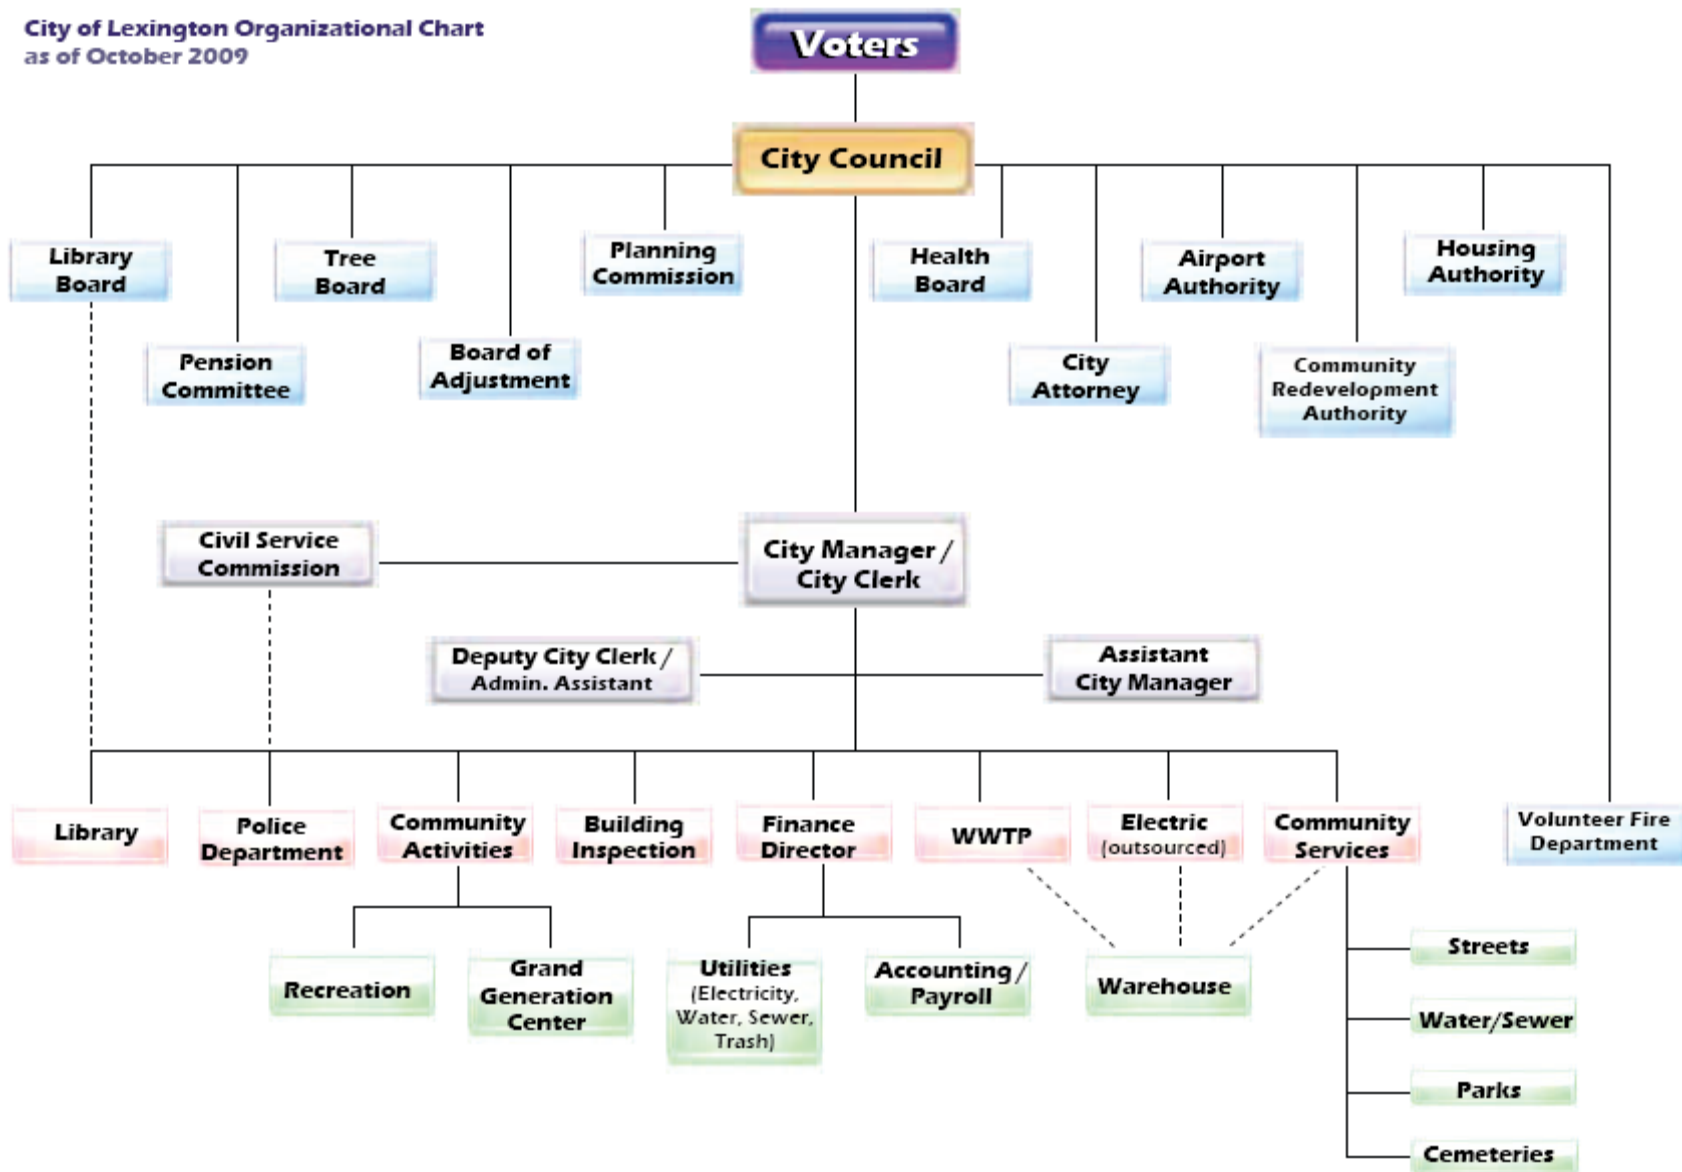 City of Lexington Organizational Chart
as of October 2009
Voters
City Council
Library
Board
Tree
Board
Planning
Commission
Health
Board
Airport
Authority
Housing
Authority
Pension
Committee
Board of
Adjustment
City
Attorney
Community
Redevelopment
Authority
Civil Service
Commission
City Manager /
City Clerk
Deputy City Clerk /
Admin. Assistant
Assistant
City Manager
Library
Police
Department
Community
Activities
Building
Inspection
Finance
Director
WWTP
Electric
(outsourced)
Community
Services
Volunteer Fire
Department
Recreation
Grand
Generation
Center
Utilities
(Electricity,
Water, Sewer,
Trash)
Accounting /
Payroll
Warehouse
Streets
Water/Sewer
Parks
Cemeteries